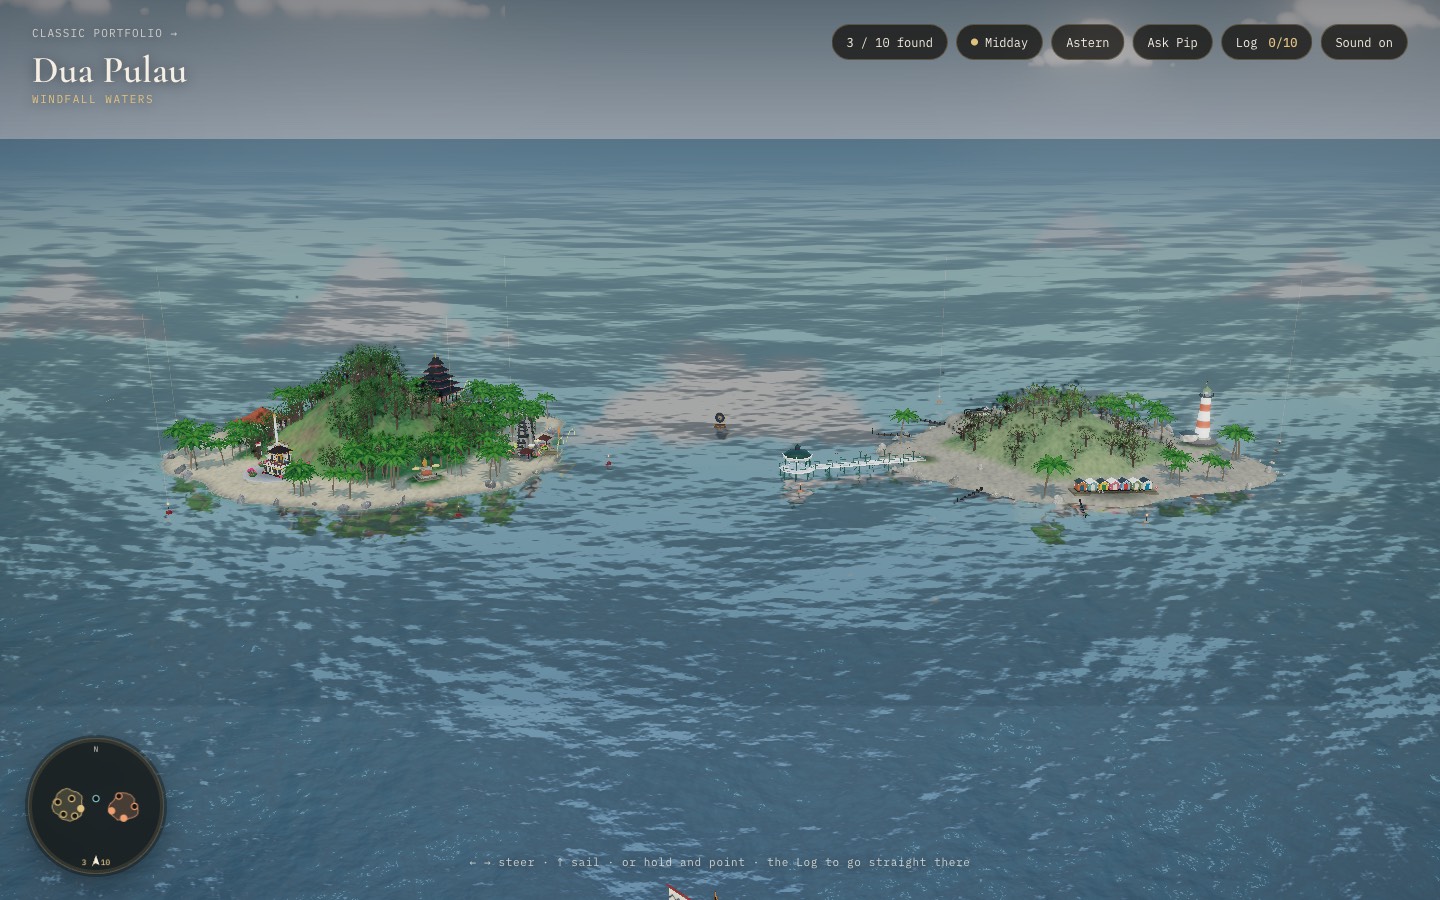 CLASSIC PORTFOLIO →
Dua Pulau
WINDFALL WATERS
3 / 10 found
Midday
Astern
Ask Pip
Log 0/10
Sound on
N
3 10
← → steer · ↑ sail · or hold and point · the Log to go straight there